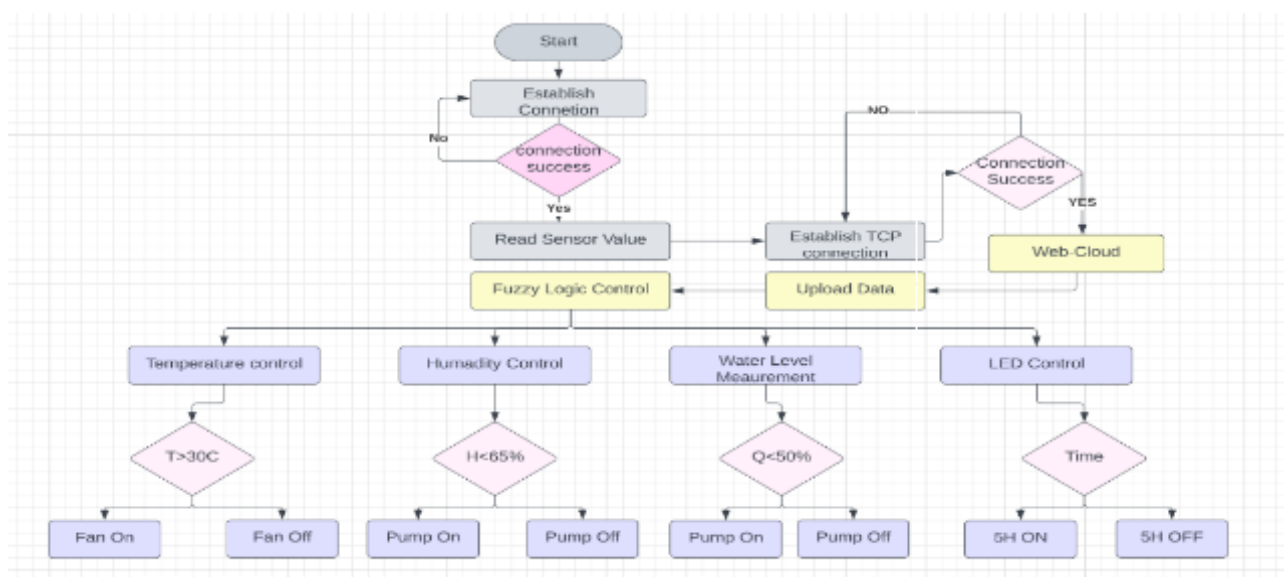 Start
Establish
Connetion
No
connection
success
Yes
NO
Connection
Success
YES
Read Sensor Value
Establish TCP
connection
Web-Cloud
Fuzzy Logic Control
Upload Data
Temperature control
Humadity Control
Water Level
Meaurement
LED Control
T>30C
H<65%
Q<50%
Time
Fan On
Fan Off
Pump On
Pump Off
Pump On
Pump Off
5H ON
5H OFF